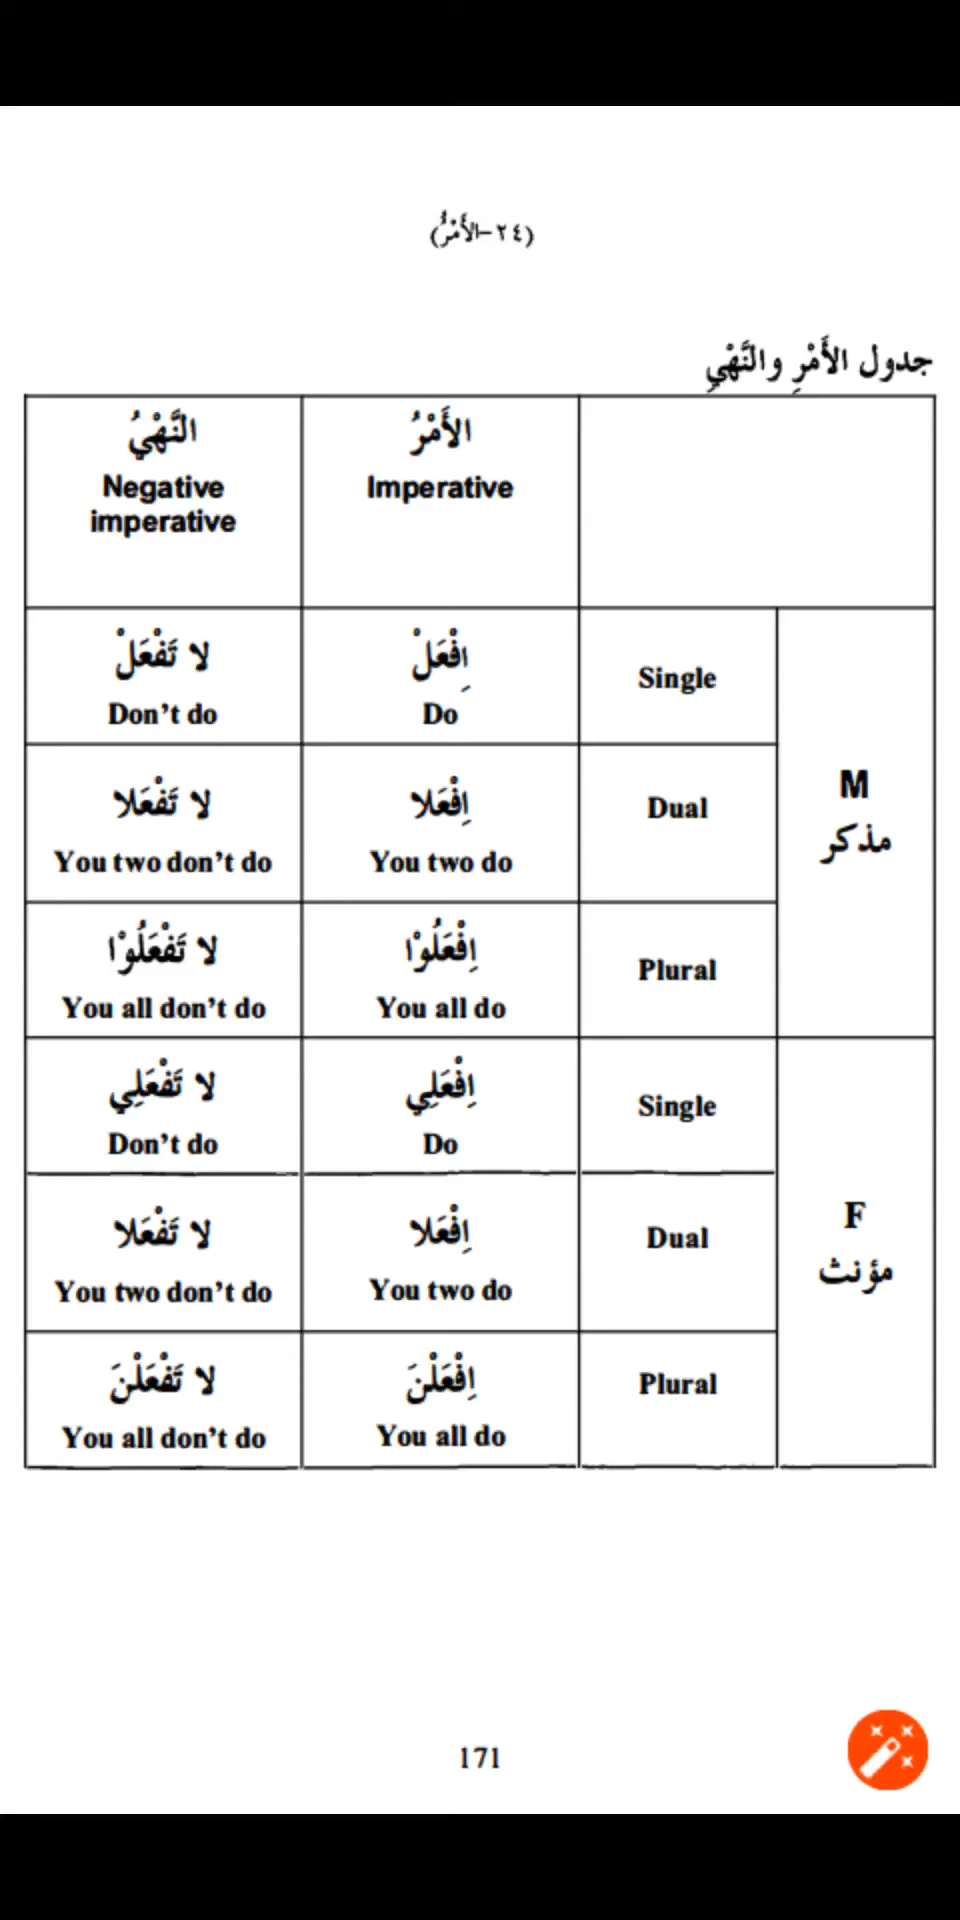 (٢٤-الأَمْرُ)
جدول الأَمْرِ والنَّهْيِ
الأَمْرُ
Imperative
النَّهْيُ
Negative
imperative
M
مذكر
Single
اِفْعَلْ
Do
لا تَفْعَلْ
Don't do
Dual
اِفْعَلا
You two do
لا تَفْعَلا
You two don't do
Plural
اِفْعَلُوْا
You all do
لا تَفْعَلُوْا
You all don't do
F
مؤنث
Single
اِفْعَلِي
Do
لا تَفْعَلِي
Don't do
Dual
اِفْعَلا
You two do
لا تَفْعَلا
You two don't do
Plural
اِفْعَلْنَ
You all do
لا تَفْعَلْنَ
You all don't do
171